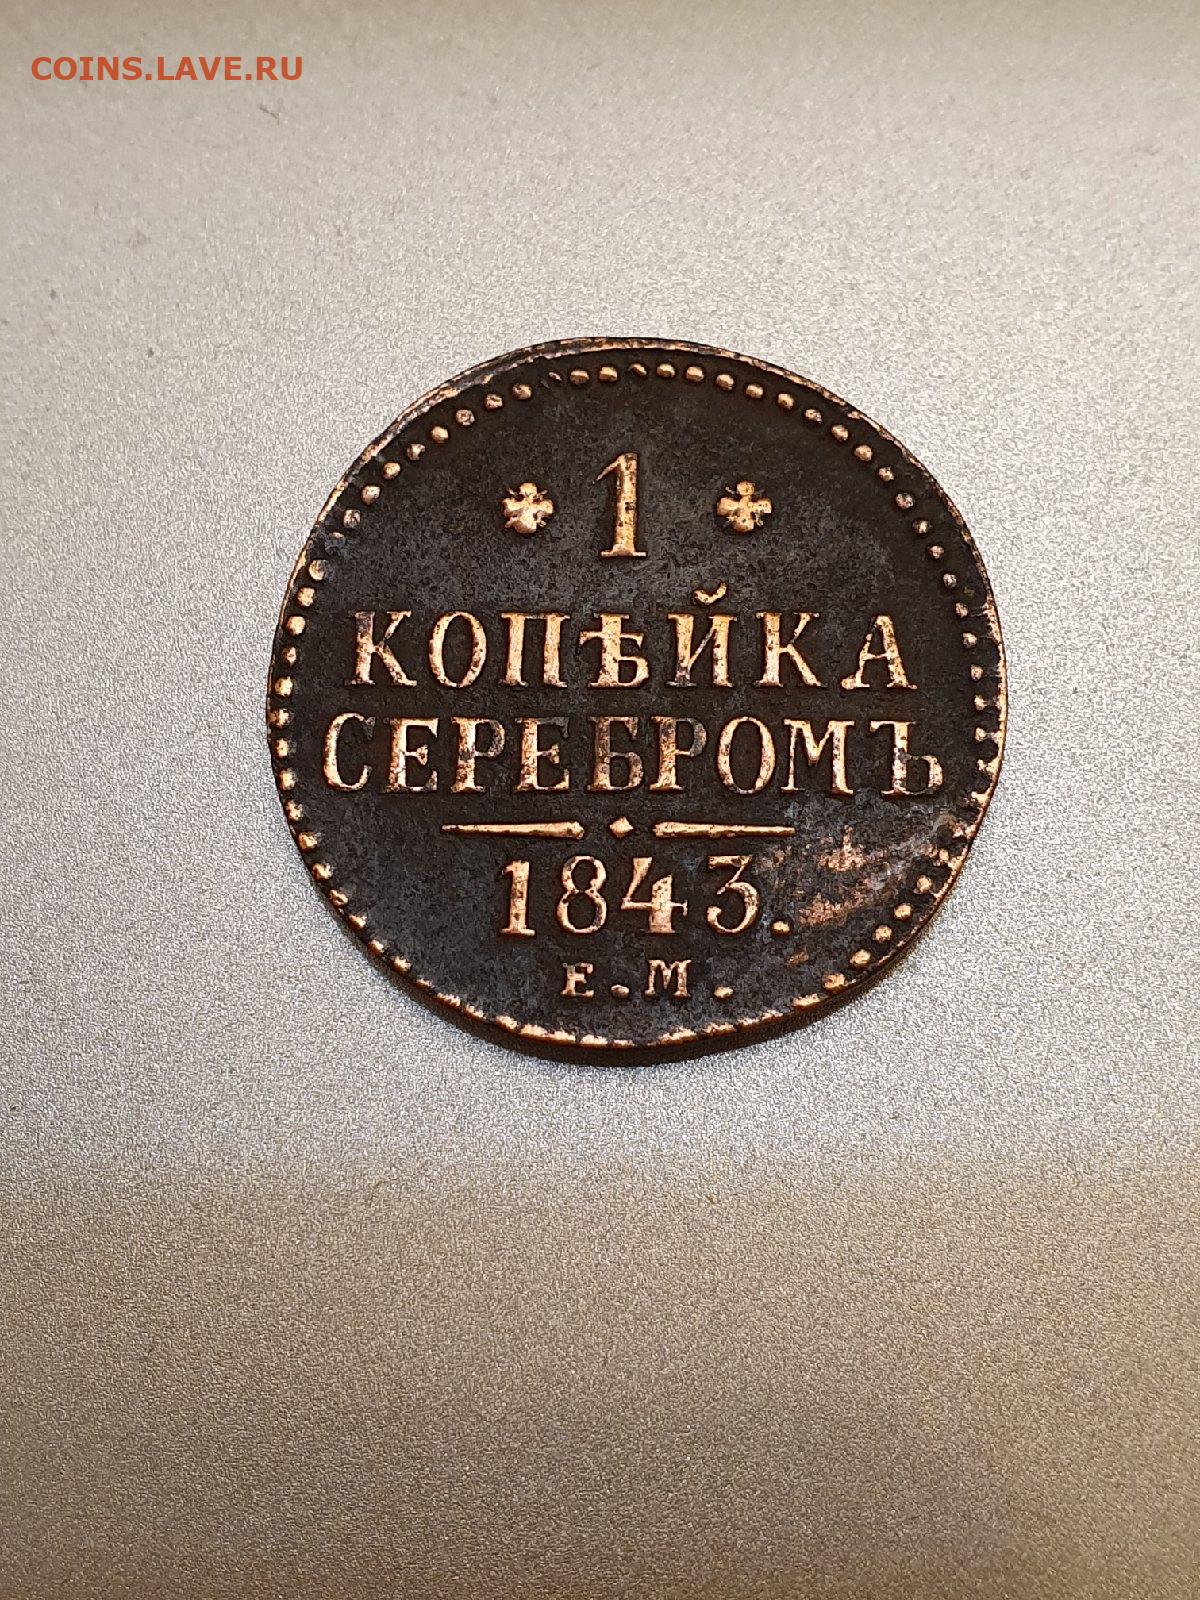 COINS.LAVE.RU
1
КОПѢЙКА
СЕРЕБРОМЪ
1843.
Е.М.